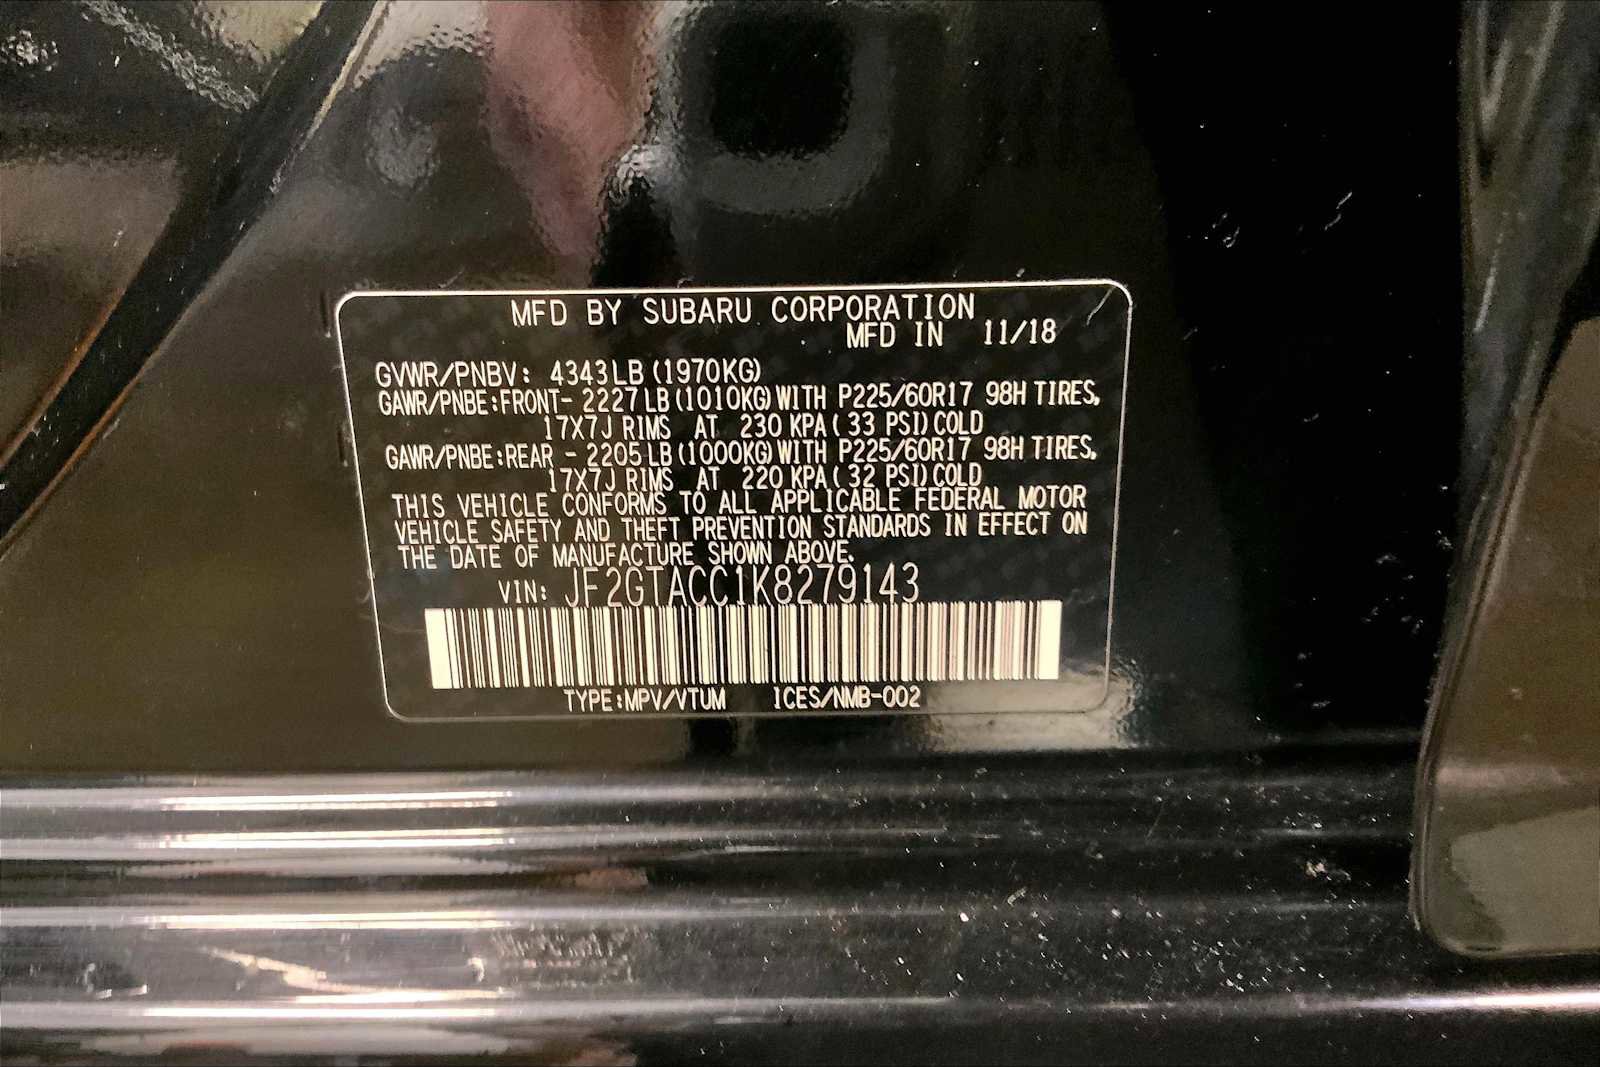 MFD BY SUBARU CORPORATION
MFD IN 11/18
GVWR/PNBV: 4343LB (1970KG)
GAWR/PNBE:FRONT- 2227LB (1010KG) WITH P225/60R17 98H TIRES,
17X7J RIMS AT 230 KPA ( 33 PSI) COLD
GAWR/PNBE:REAR - 2205LB (1000KG) WITH P225/60R17 98H TIRES,
17X7J RIMS AT 220 KPA ( 32 PSI) COLD
THIS VEHICLE CONFORMS TO ALL APPLICABLE FEDERAL MOTOR
VEHICLE SAFETY AND THEFT PREVENTION STANDARDS IN EFFECT ON
THE DATE OF MANUFACTURE SHOWN ABOVE.
VIN: JF2GTACC1K8279143
TYPE:MPV/VTUM ICES/NMB-002